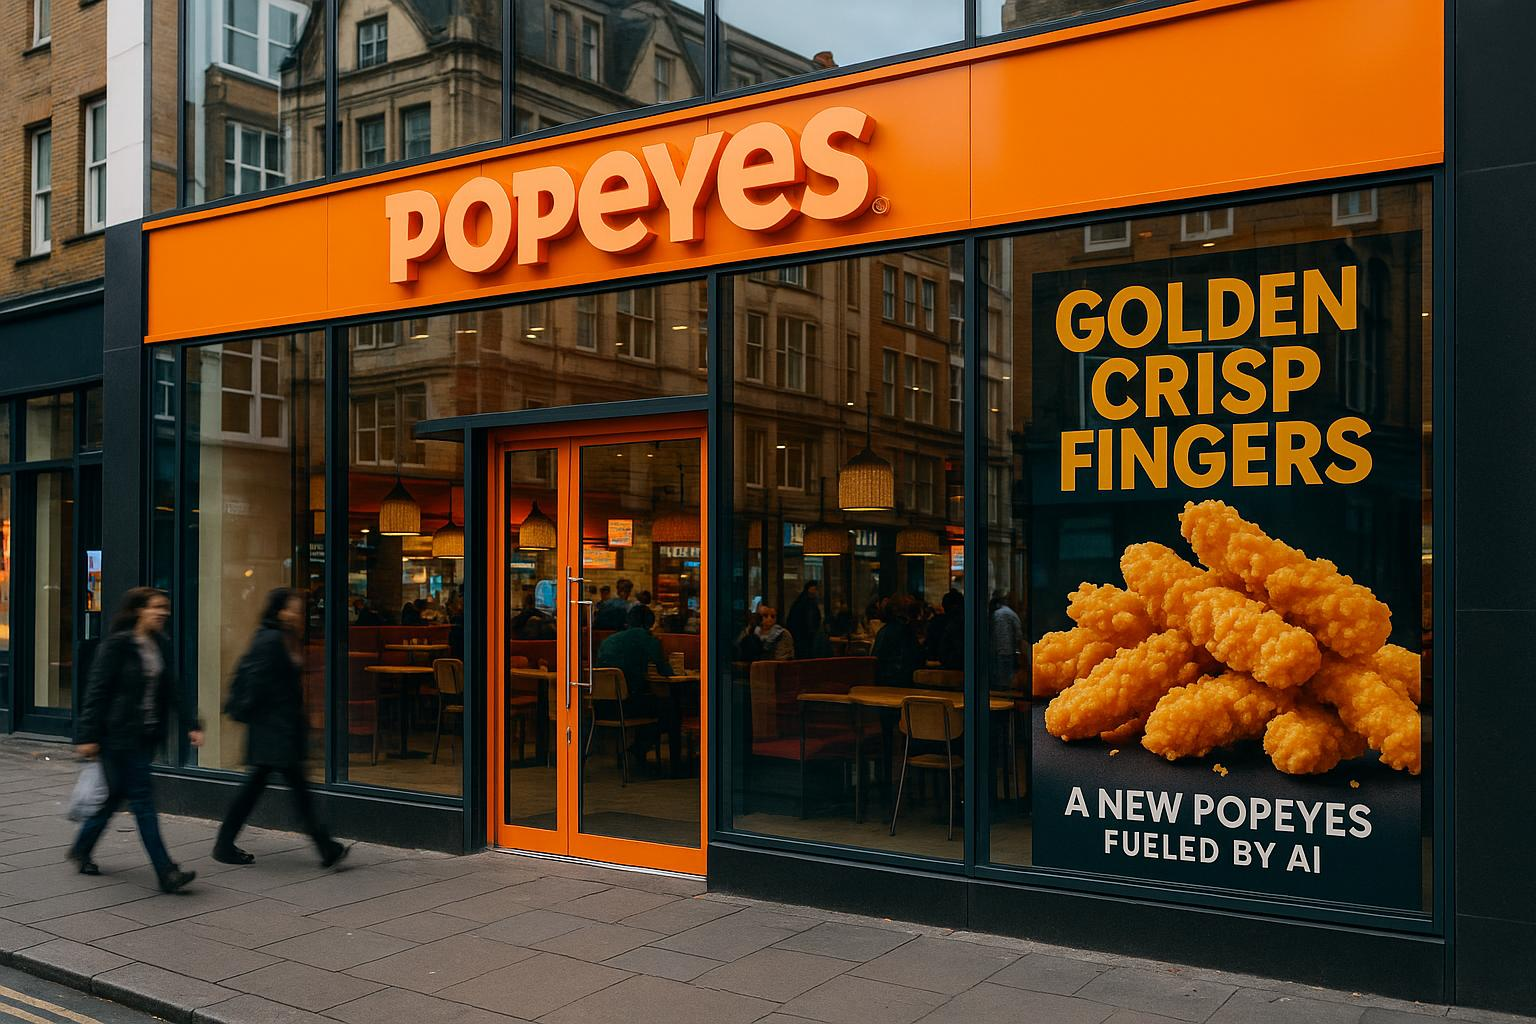 POPEYES
GOLDEN
CRISP
FINGERS
A NEW POPEYES
FUELED BY AI